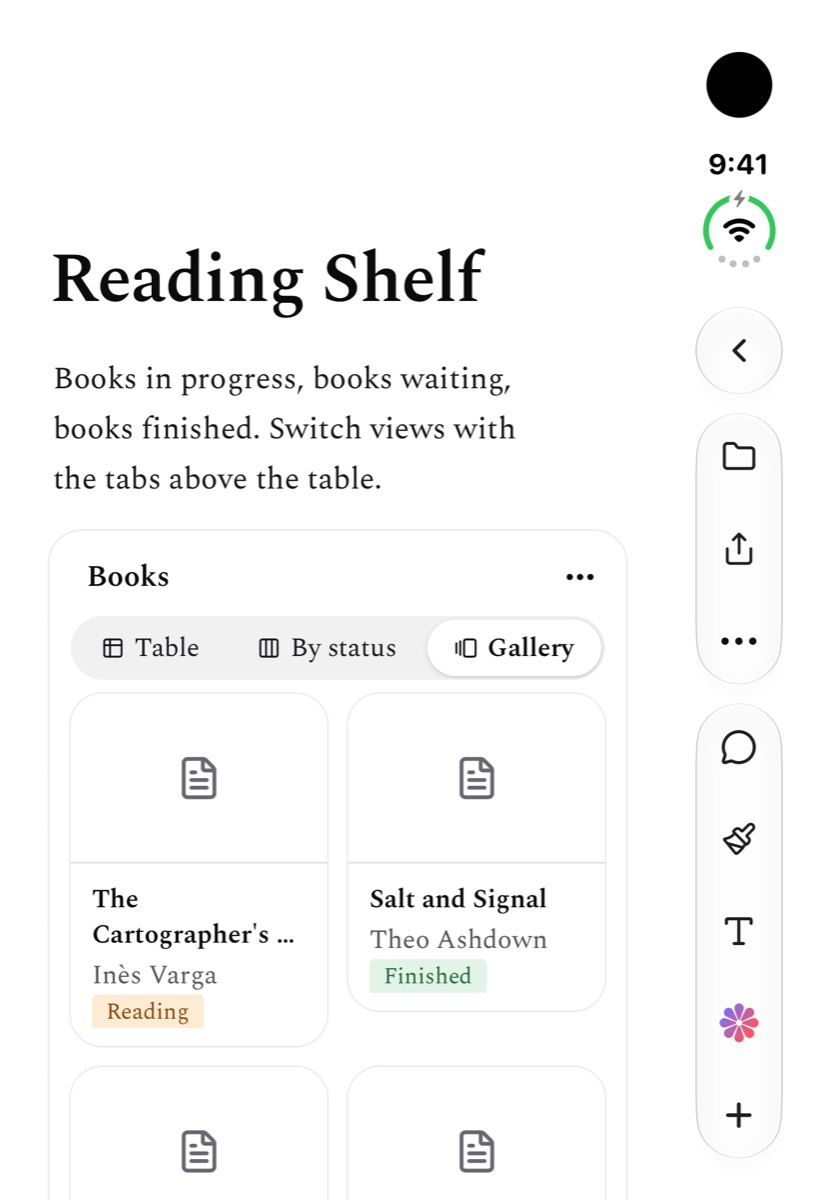 9:41
Reading Shelf
Books in progress, books waiting,
books finished. Switch views with
the tabs above the table.
Books
Table
By status
Gallery
The
Cartographer's ...
Inès Varga
Reading
Salt and Signal
Theo Ashdown
Finished